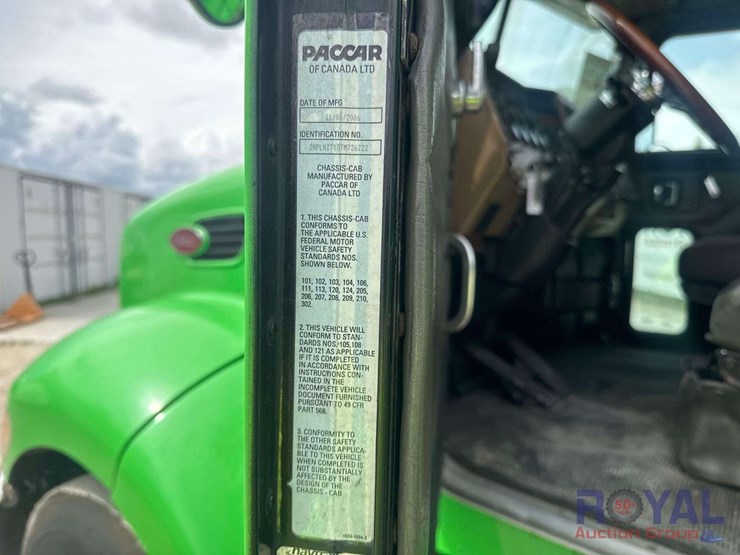 PACCAR
OF CANADA LTD
DATE OF MFG
IDENTIFICATION NO.
CHASSIS-CAB
MANUFACTURED BY
PACCAR OF
CANADA LTD
1. THIS CHASSIS-CAB
CONFORMS TO
THE APPLICABLE U.S.
FEDERAL MOTOR
VEHICLE SAFETY
STANDARDS NOS.
SHOWN BELOW.
101, 102, 103, 104, 106,
111, 113, 120, 124, 205,
206, 207, 208, 209, 210,
302.
2. THIS VEHICLE WILL
CONFORM TO STAN-
DARDS NOS. 105, 108
AND 121 AS APPLICABLE
IF IT IS COMPLETED
IN ACCORDANCE WITH
INSTRUCTIONS CON-
TAINED IN THE
INCOMPLETE VEHICLE
DOCUMENT FURNISHED
PURSUANT TO 49 CFR
PART 568.
3. CONFORMITY TO
THE OTHER SAFETY
STANDARDS APPLICA-
BLE TO THIS VEHICLE
WHEN COMPLETED IS
NOT SUBSTANTIALLY
AFFECTED BY THE
DESIGN OF THE
CHASSIS - CAB
50 ROYAL
Auction Group